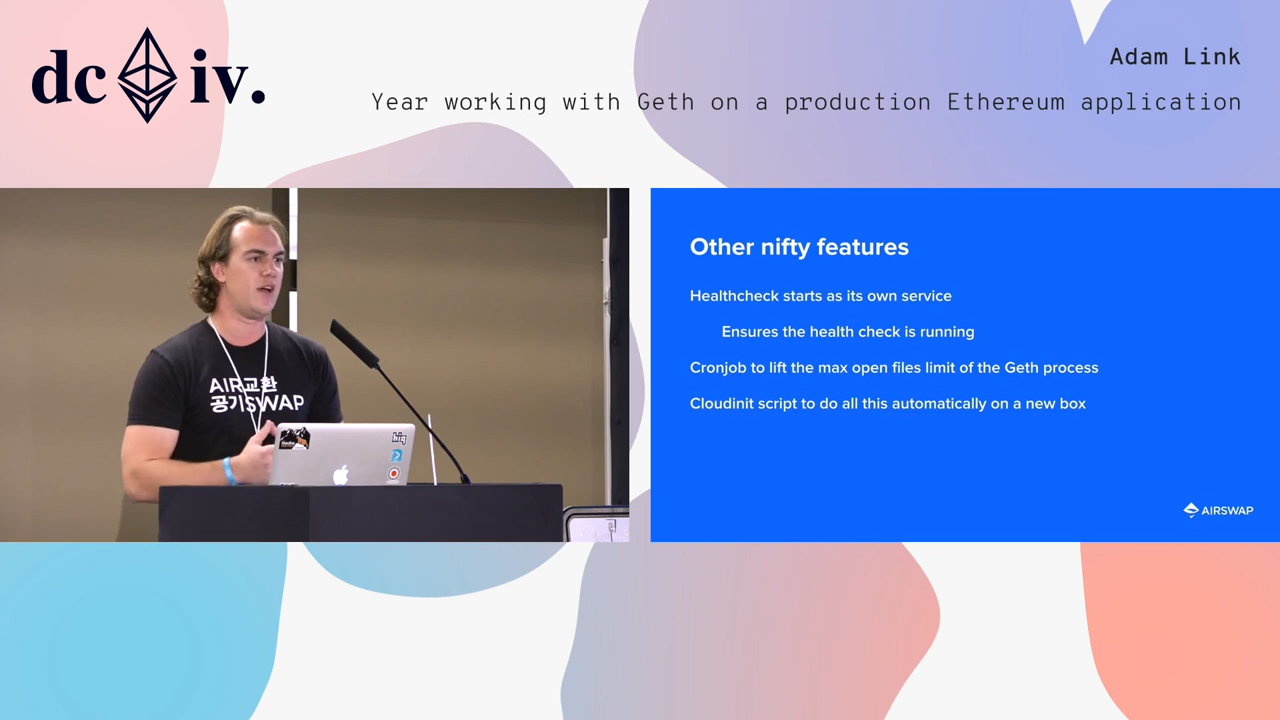 dc iv.
Adam Link
Year working with Geth on a production Ethereum application
AIR교환
공기SWAP
Other nifty features
Healthcheck starts as its own service
Ensures the health check is running
Cronjob to lift the max open files limit of the Geth process
Cloudinit script to do all this automatically on a new box
AIRSWAP